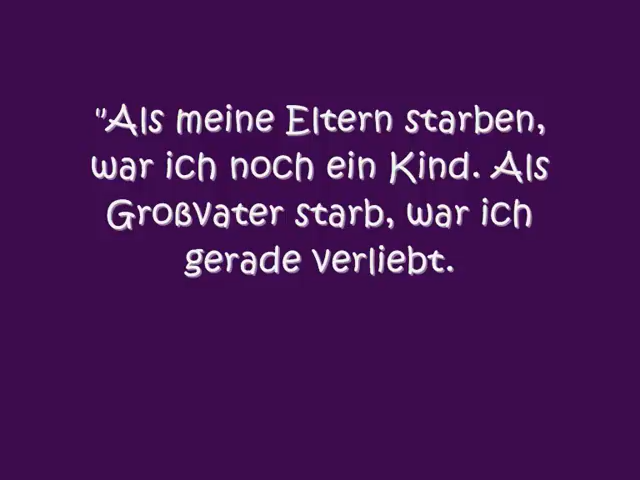 "Als meine Eltern starben,
war ich noch ein Kind. Als
Großvater starb, war ich
gerade verliebt.